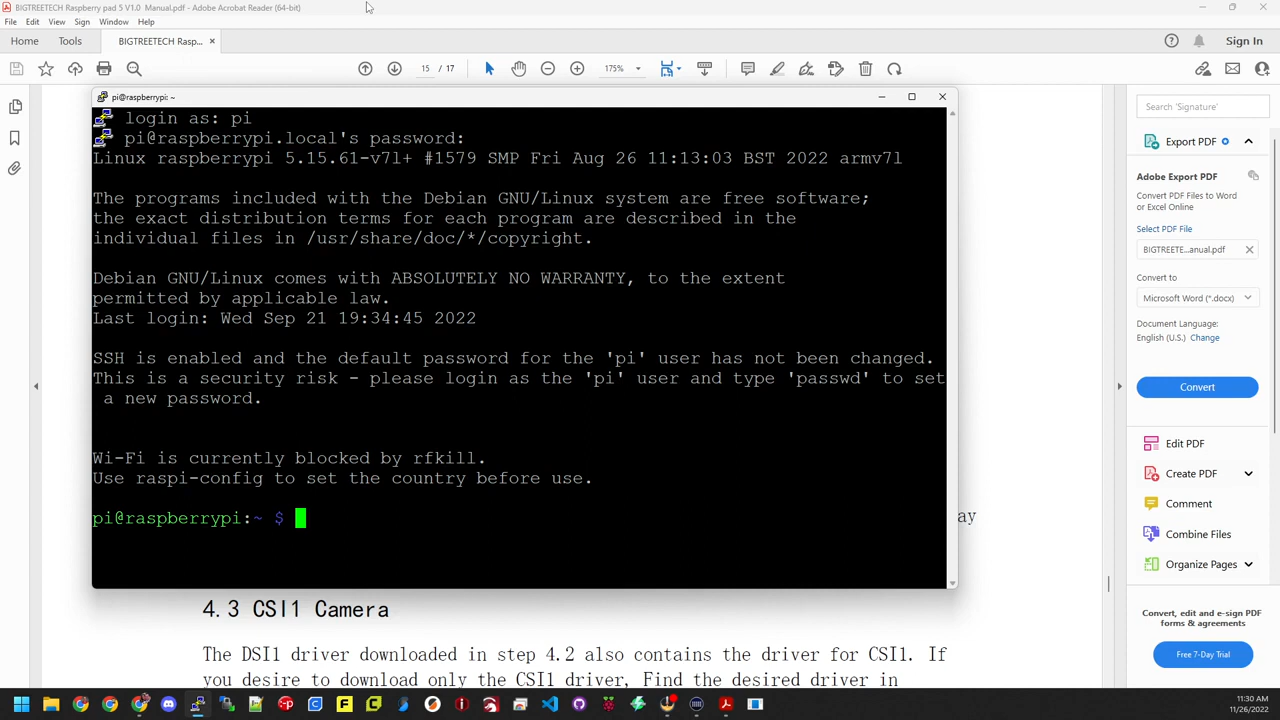 BIGTREETECH Raspberry pad 5 V1.0 Manual.pdf - Adobe Acrobat Reader (64-bit)
File Edit View Sign Window Help
Home Tools BIGTREETECH Rasp... × Sign In
15 / 17 175%
pi@raspberrypi: ~
login as: pi
pi@raspberrypi.local's password:
Linux raspberrypi 5.15.61-v7l+ #1579 SMP Fri Aug 26 11:13:03 BST 2022 armv7l
The programs included with the Debian GNU/Linux system are free software;
the exact distribution terms for each program are described in the
individual files in /usr/share/doc/*/copyright.
Debian GNU/Linux comes with ABSOLUTELY NO WARRANTY, to the extent
permitted by applicable law.
Last login: Wed Sep 21 19:34:45 2022
SSH is enabled and the default password for the 'pi' user has not been changed.
This is a security risk - please login as the 'pi' user and type 'passwd' to set
a new password.
Wi-Fi is currently blocked by rfkill.
Use raspi-config to set the country before use.
pi@raspberrypi:~ $
ay
4.3 CSI1 Camera
The DSI1 driver downloaded in step 4.2 also contains the driver for CSI1. If
you desire to download only the CSI1 driver, Find the desired driver in
Search 'Signature'
Export PDF
Adobe Export PDF
Convert PDF Files to Word
or Excel Online
Select PDF File
BIGTREETE...anual.pdf
Convert to
Microsoft Word (*.docx)
Document Language:
English (U.S.) Change
Convert
Edit PDF
Create PDF
Comment
Combine Files
Organize Pages
Convert, edit and e-sign PDF
forms & agreements
Free 7-Day Trial
11:30 AM
11/26/2022